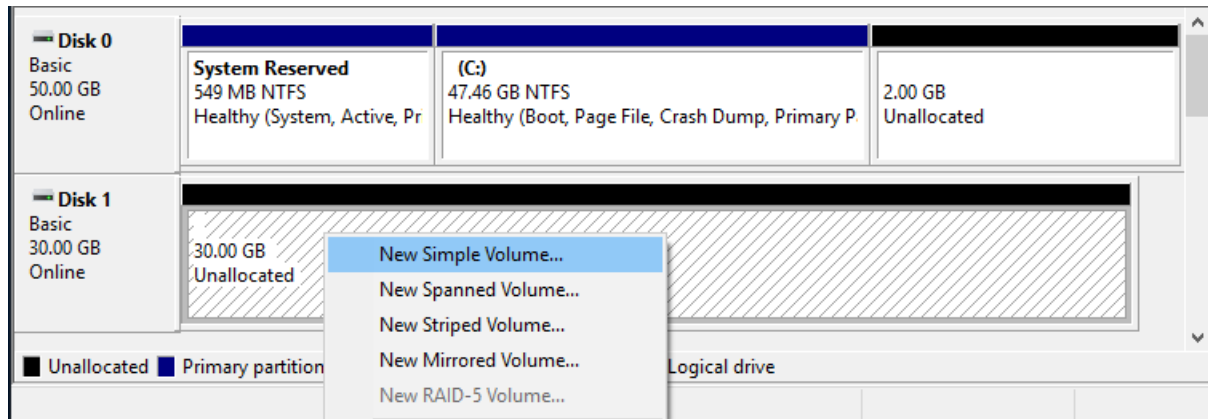 Disk 0
Basic
50.00 GB
Online
System Reserved
549 MB NTFS
Healthy (System, Active, Pr
(C:)
47.46 GB NTFS
Healthy (Boot, Page File, Crash Dump, Primary P
2.00 GB
Unallocated
Disk 1
Basic
30.00 GB
Online
30.00 GB
Unallocated
New Simple Volume...
New Spanned Volume...
New Striped Volume...
New Mirrored Volume...
New RAID-5 Volume...
Unallocated Primary partition Logical drive